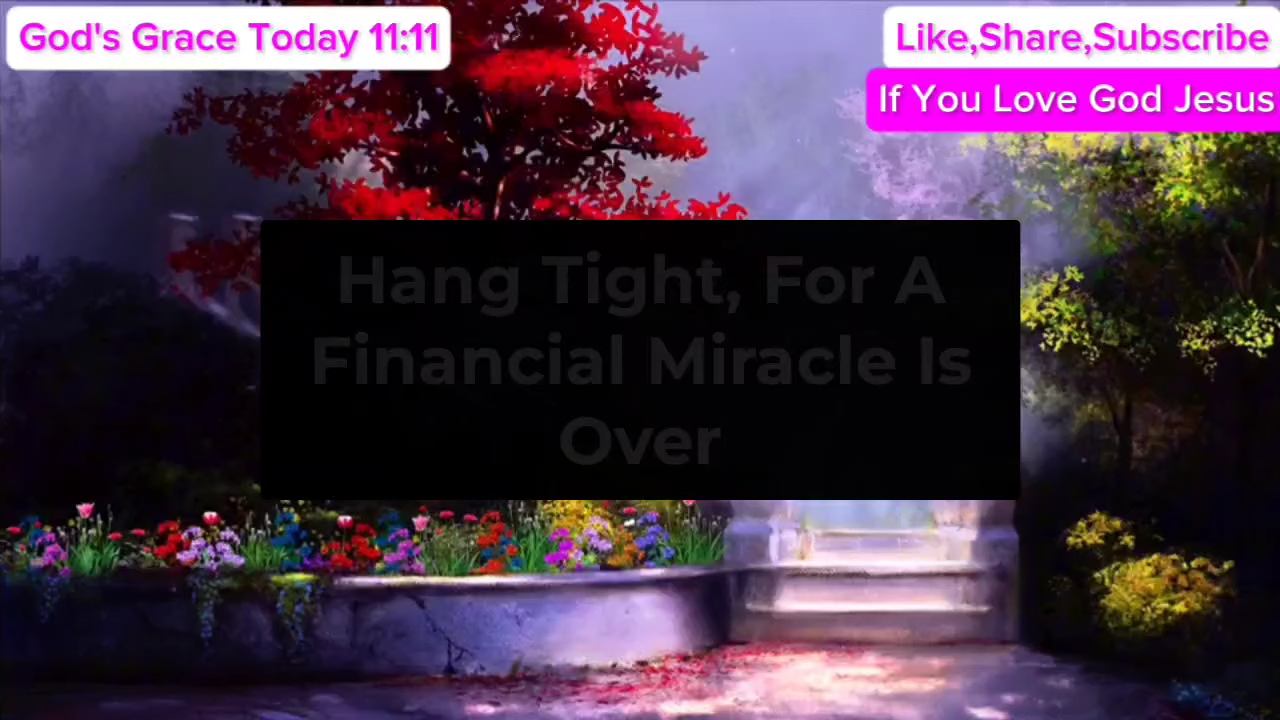 God's Grace Today 11:11
Like,Share,Subscribe
If You Love God Jesus
Hang Tight, For A
Financial Miracle Is
Over